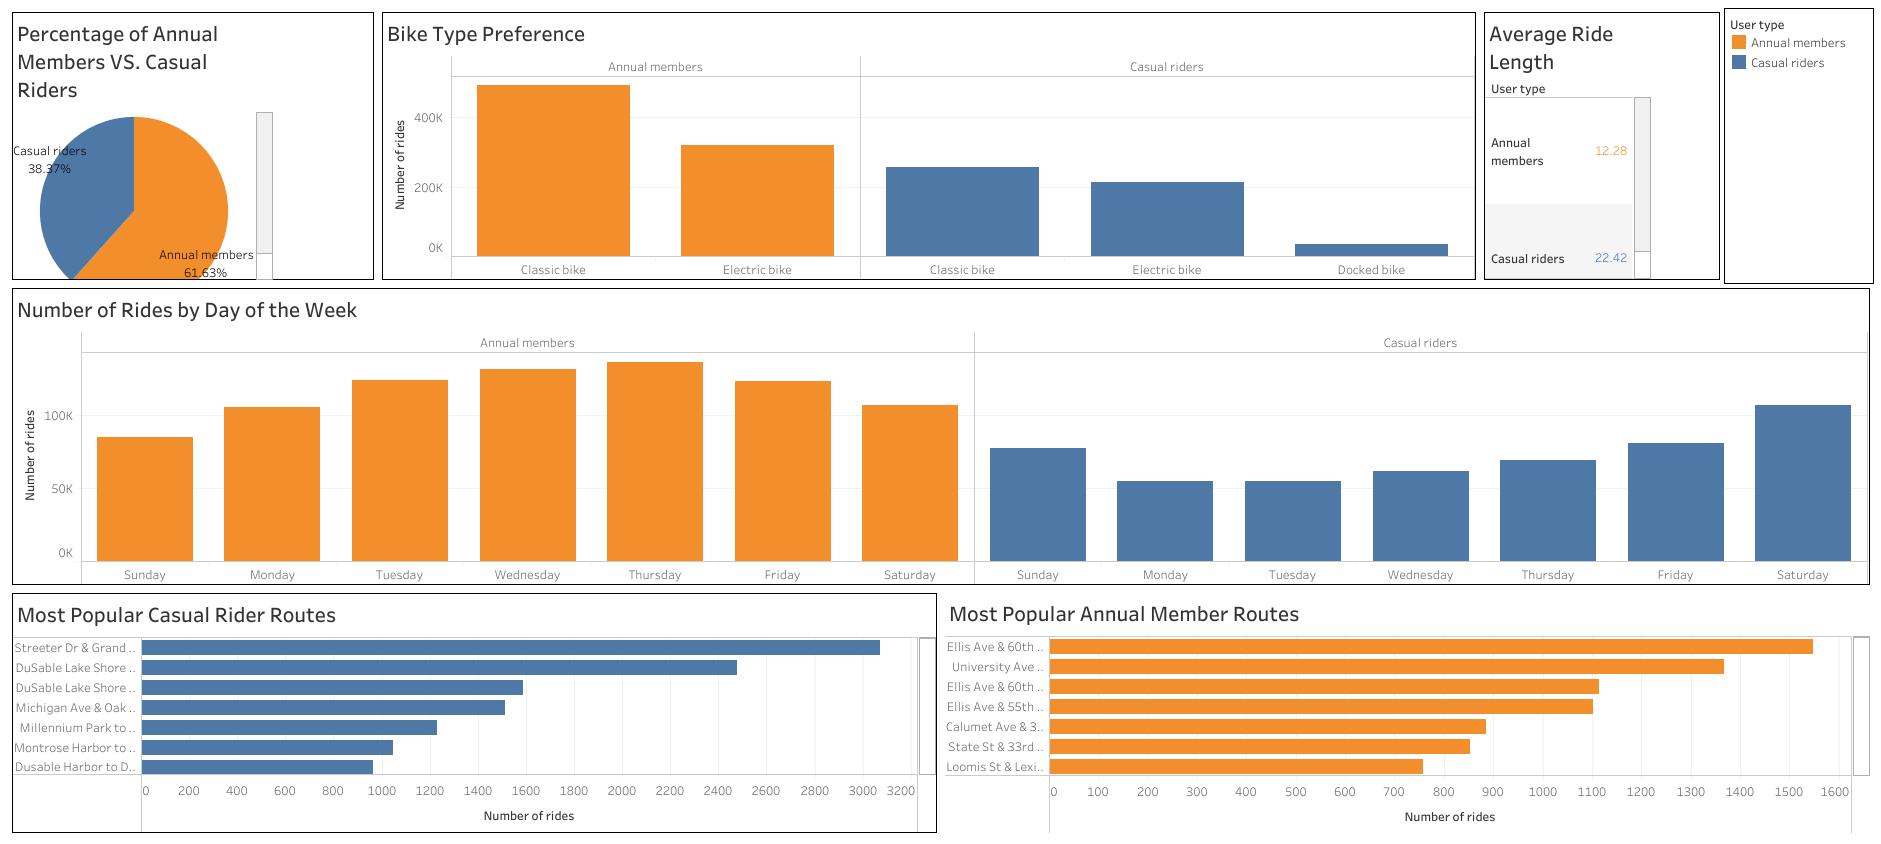 Percentage of Annual
Members VS. Casual
Riders
Casual riders
38.37%
Annual members
61.63%
Bike Type Preference
Annual members
Casual riders
Number of rides
400K
200K
0K
Classic bike
Electric bike
Classic bike
Electric bike
Docked bike
Average Ride
Length
User type
Annual
members
12.28
Casual riders
22.42
User type
Annual members
Casual riders
Number of Rides by Day of the Week
Annual members
Casual riders
Number of rides
100K
50K
0K
Sunday
Monday
Tuesday
Wednesday
Thursday
Friday
Saturday
Sunday
Monday
Tuesday
Wednesday
Thursday
Friday
Saturday
Most Popular Casual Rider Routes
Streeter Dr & Grand ..
DuSable Lake Shore ..
DuSable Lake Shore ..
Michigan Ave & Oak ..
Millennium Park to ..
Montrose Harbor to ..
Dusable Harbor to D..
0 200 400 600 800 1000 1200 1400 1600 1800 2000 2200 2400 2600 2800 3000 3200
Number of rides
Most Popular Annual Member Routes
Ellis Ave & 60th ..
University Ave ..
Ellis Ave & 60th ..
Ellis Ave & 55th ..
Calumet Ave & 3..
State St & 33rd ..
Loomis St & Lexi..
0 100 200 300 400 500 600 700 800 900 1000 1100 1200 1300 1400 1500 1600
Number of rides